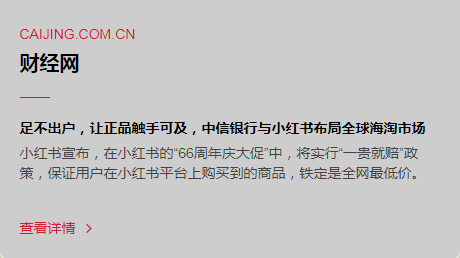 CAIJING.COM.CN
财经网
足不出户，让正品触手可及，中信银行与小红书布局全球海淘市场
小红书宣布，在小红书的“66周年庆大促”中，将实行“一贵就赔”政
策，保证用户在小红书平台上购买到的商品，铁定是全网最低价。
查看详情 >